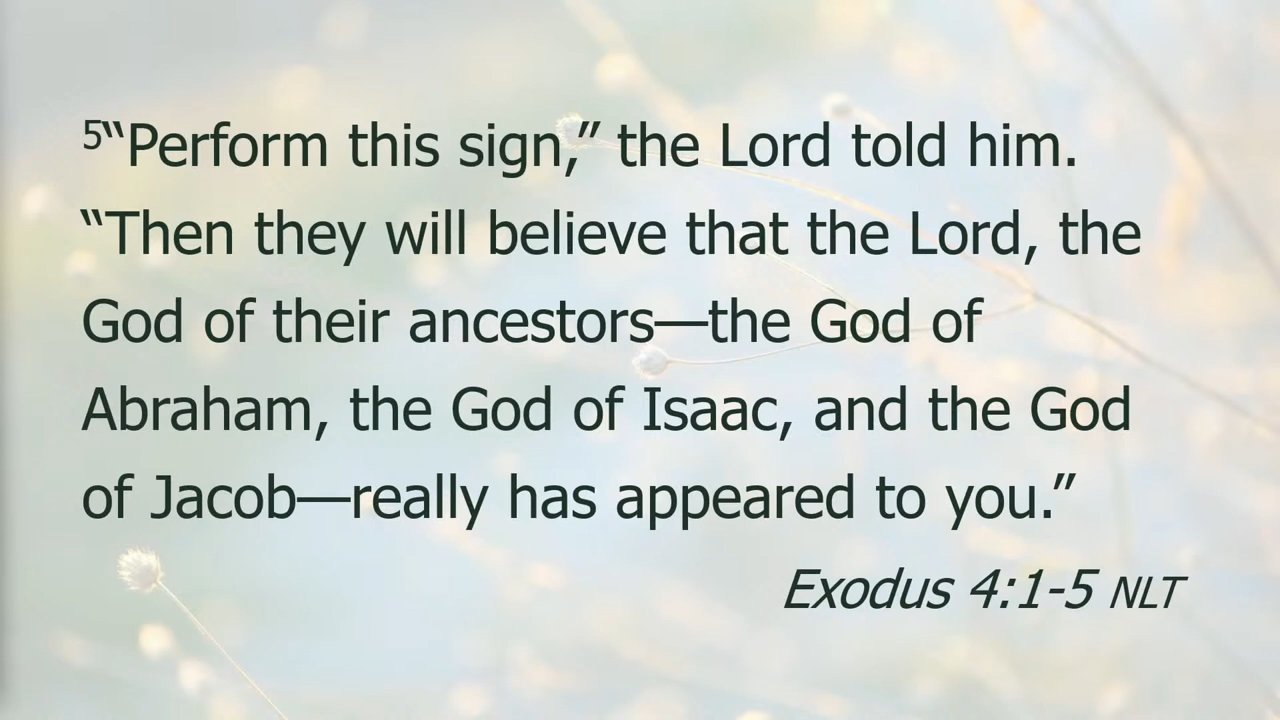 5“Perform this sign,” the Lord told him.
“Then they will believe that the Lord, the
God of their ancestors—the God of
Abraham, the God of Isaac, and the God
of Jacob—really has appeared to you.”
Exodus 4:1-5 NLT